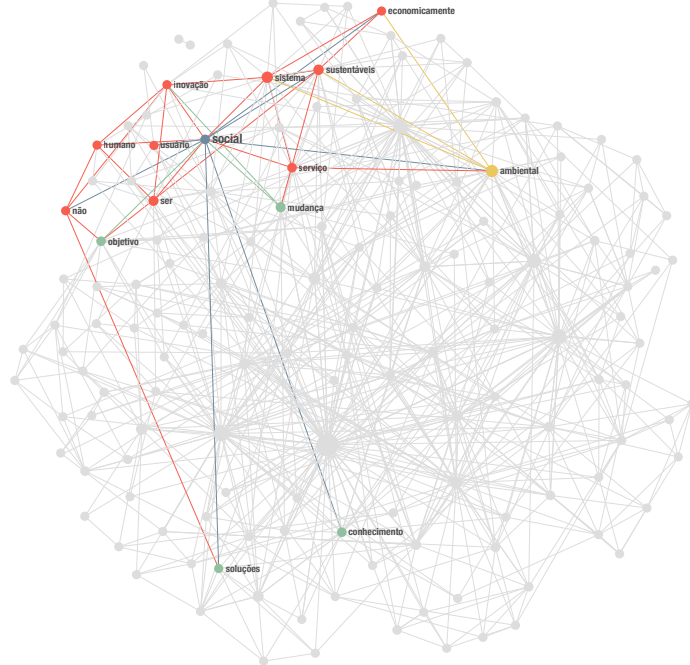 economicamente
sustentáveis
sistema
inovação
social
humano
usuário
serviço
ambiental
ser
mudança
não
objetivo
conhecimento
soluções